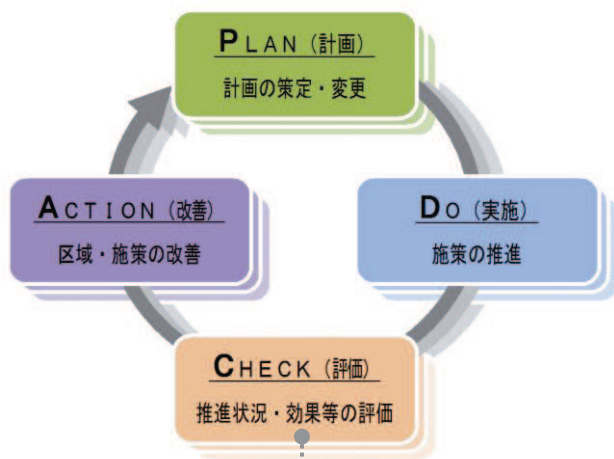 PLAN（計画）
計画の策定・変更
ACTION（改善）
区域・施策の改善
DO（実施）
施策の推進
CHECK（評価）
推進状況・効果等の評価